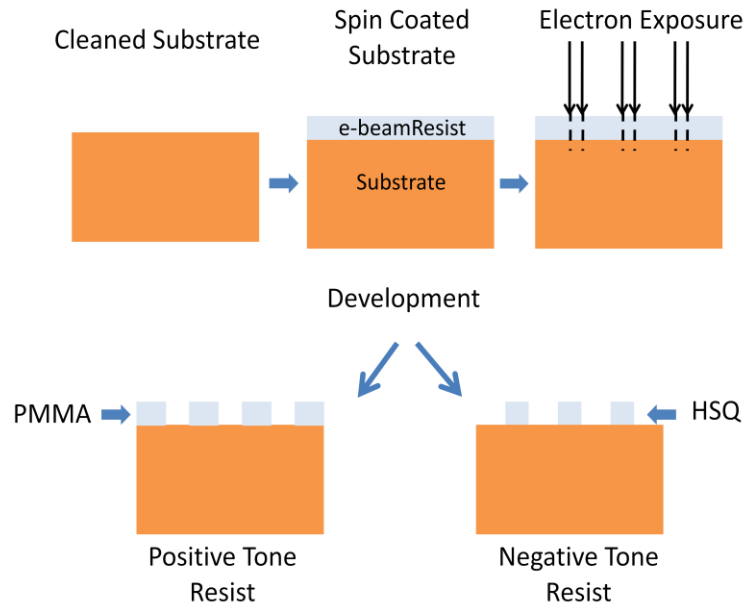 Cleaned Substrate
Spin Coated
Substrate
Electron Exposure
e-beamResist
Substrate
Development
PMMA
HSQ
Positive Tone
Resist
Negative Tone
Resist